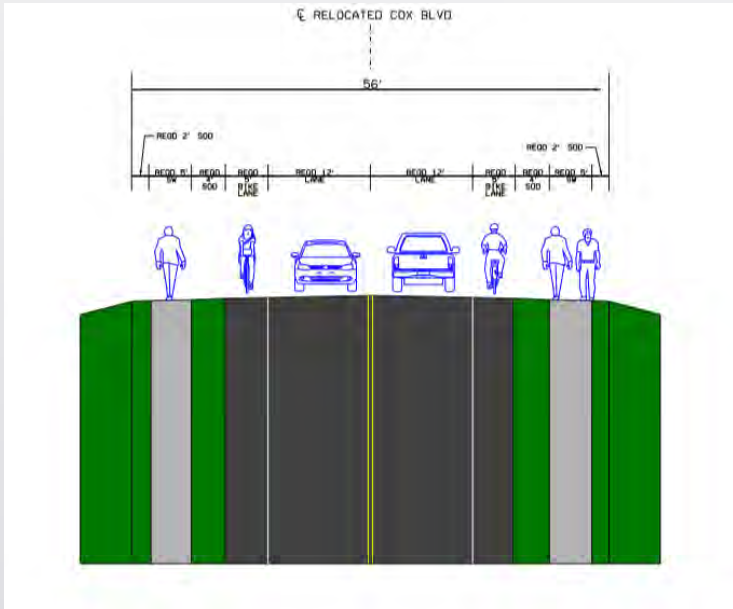 ℄ RELOCATED COX BLVD
56'
REQD 2' SOD
REQD 2' SOD
REQD 5'
SW
REQD
4'
SOD
REQD
5'
BIKE
LANE
REQD 12'
LANE
REQD 12'
LANE
REQD
5'
BIKE
LANE
REQD
4'
SOD
REQD 5'
SW